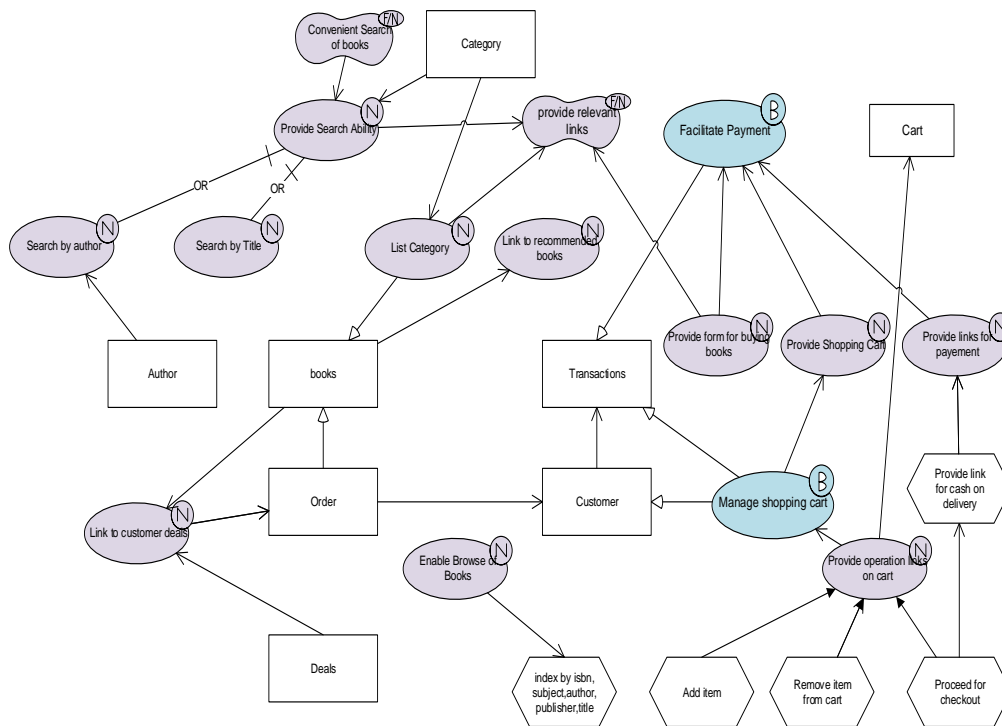 Convenient Search
of books
F/N
Category
N
Provide Search Ability
F/N
provide relevant
links
B
Facilitate Payment
Cart
OR
OR
N
Search by author
N
Search by Title
N
List Category
N
Link to recommended
books
N
Provide form for buying
books
N
Provide Shopping Cart
N
Provide links for
payement
Author
books
Transactions
Order
Customer
B
Manage shopping cart
Provide link
for cash on
delivery
N
Link to customer deals
N
Enable Browse of
Books
N
Provide operation links
on cart
Deals
index by isbn,
subject,author,
publisher,title
Add item
Remove item
from cart
Proceed for
checkout